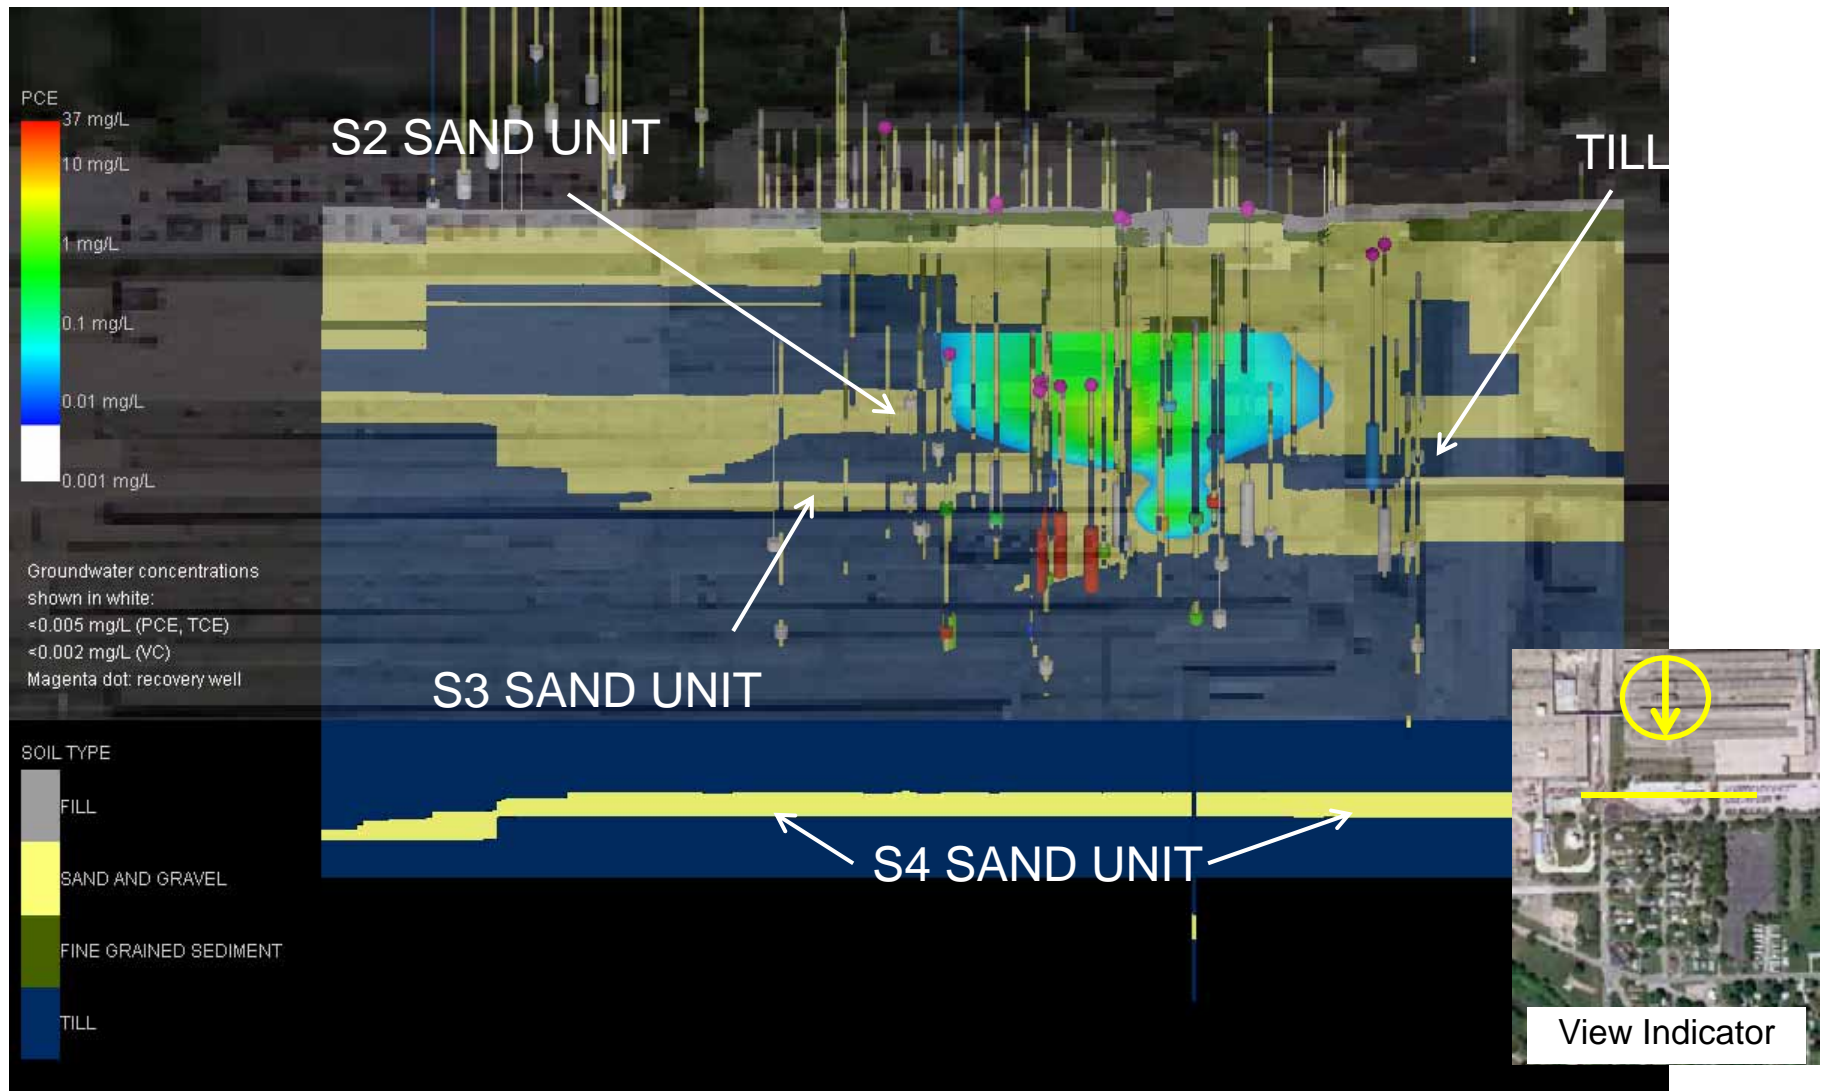 PCE
37 mg/L
10 mg/L
1 mg/L
0.1 mg/L
0.01 mg/L
0.001 mg/L
S2 SAND UNIT
TILL
Groundwater concentrations
shown in white:
<0.005 mg/L (PCE, TCE)
<0.002 mg/L (VC)
Magenta dot: recovery well
S3 SAND UNIT
SOIL TYPE
FILL
SAND AND GRAVEL
FINE GRAINED SEDIMENT
TILL
S4 SAND UNIT
View Indicator